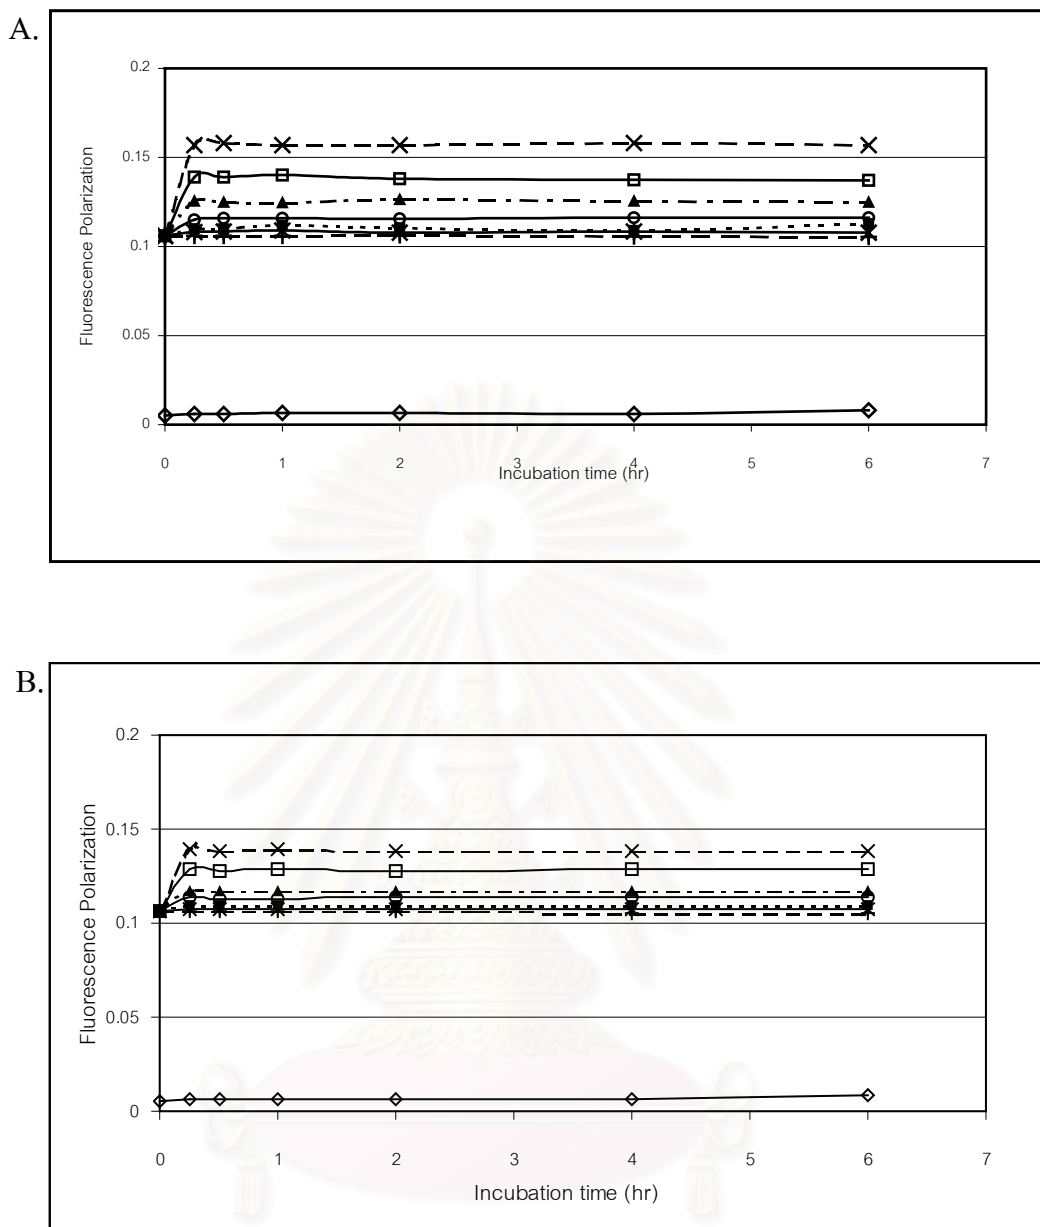 A.
0.2
0.15
0.1
0.05
0
Fluorescence Polarization
0 1 2 3 4 5 6 7
Incubation time (hr)
B.
0.2
0.15
0.1
0.05
0
Fluorescence Polarization
0 1 2 3 4 5 6 7
Incubation time (hr)